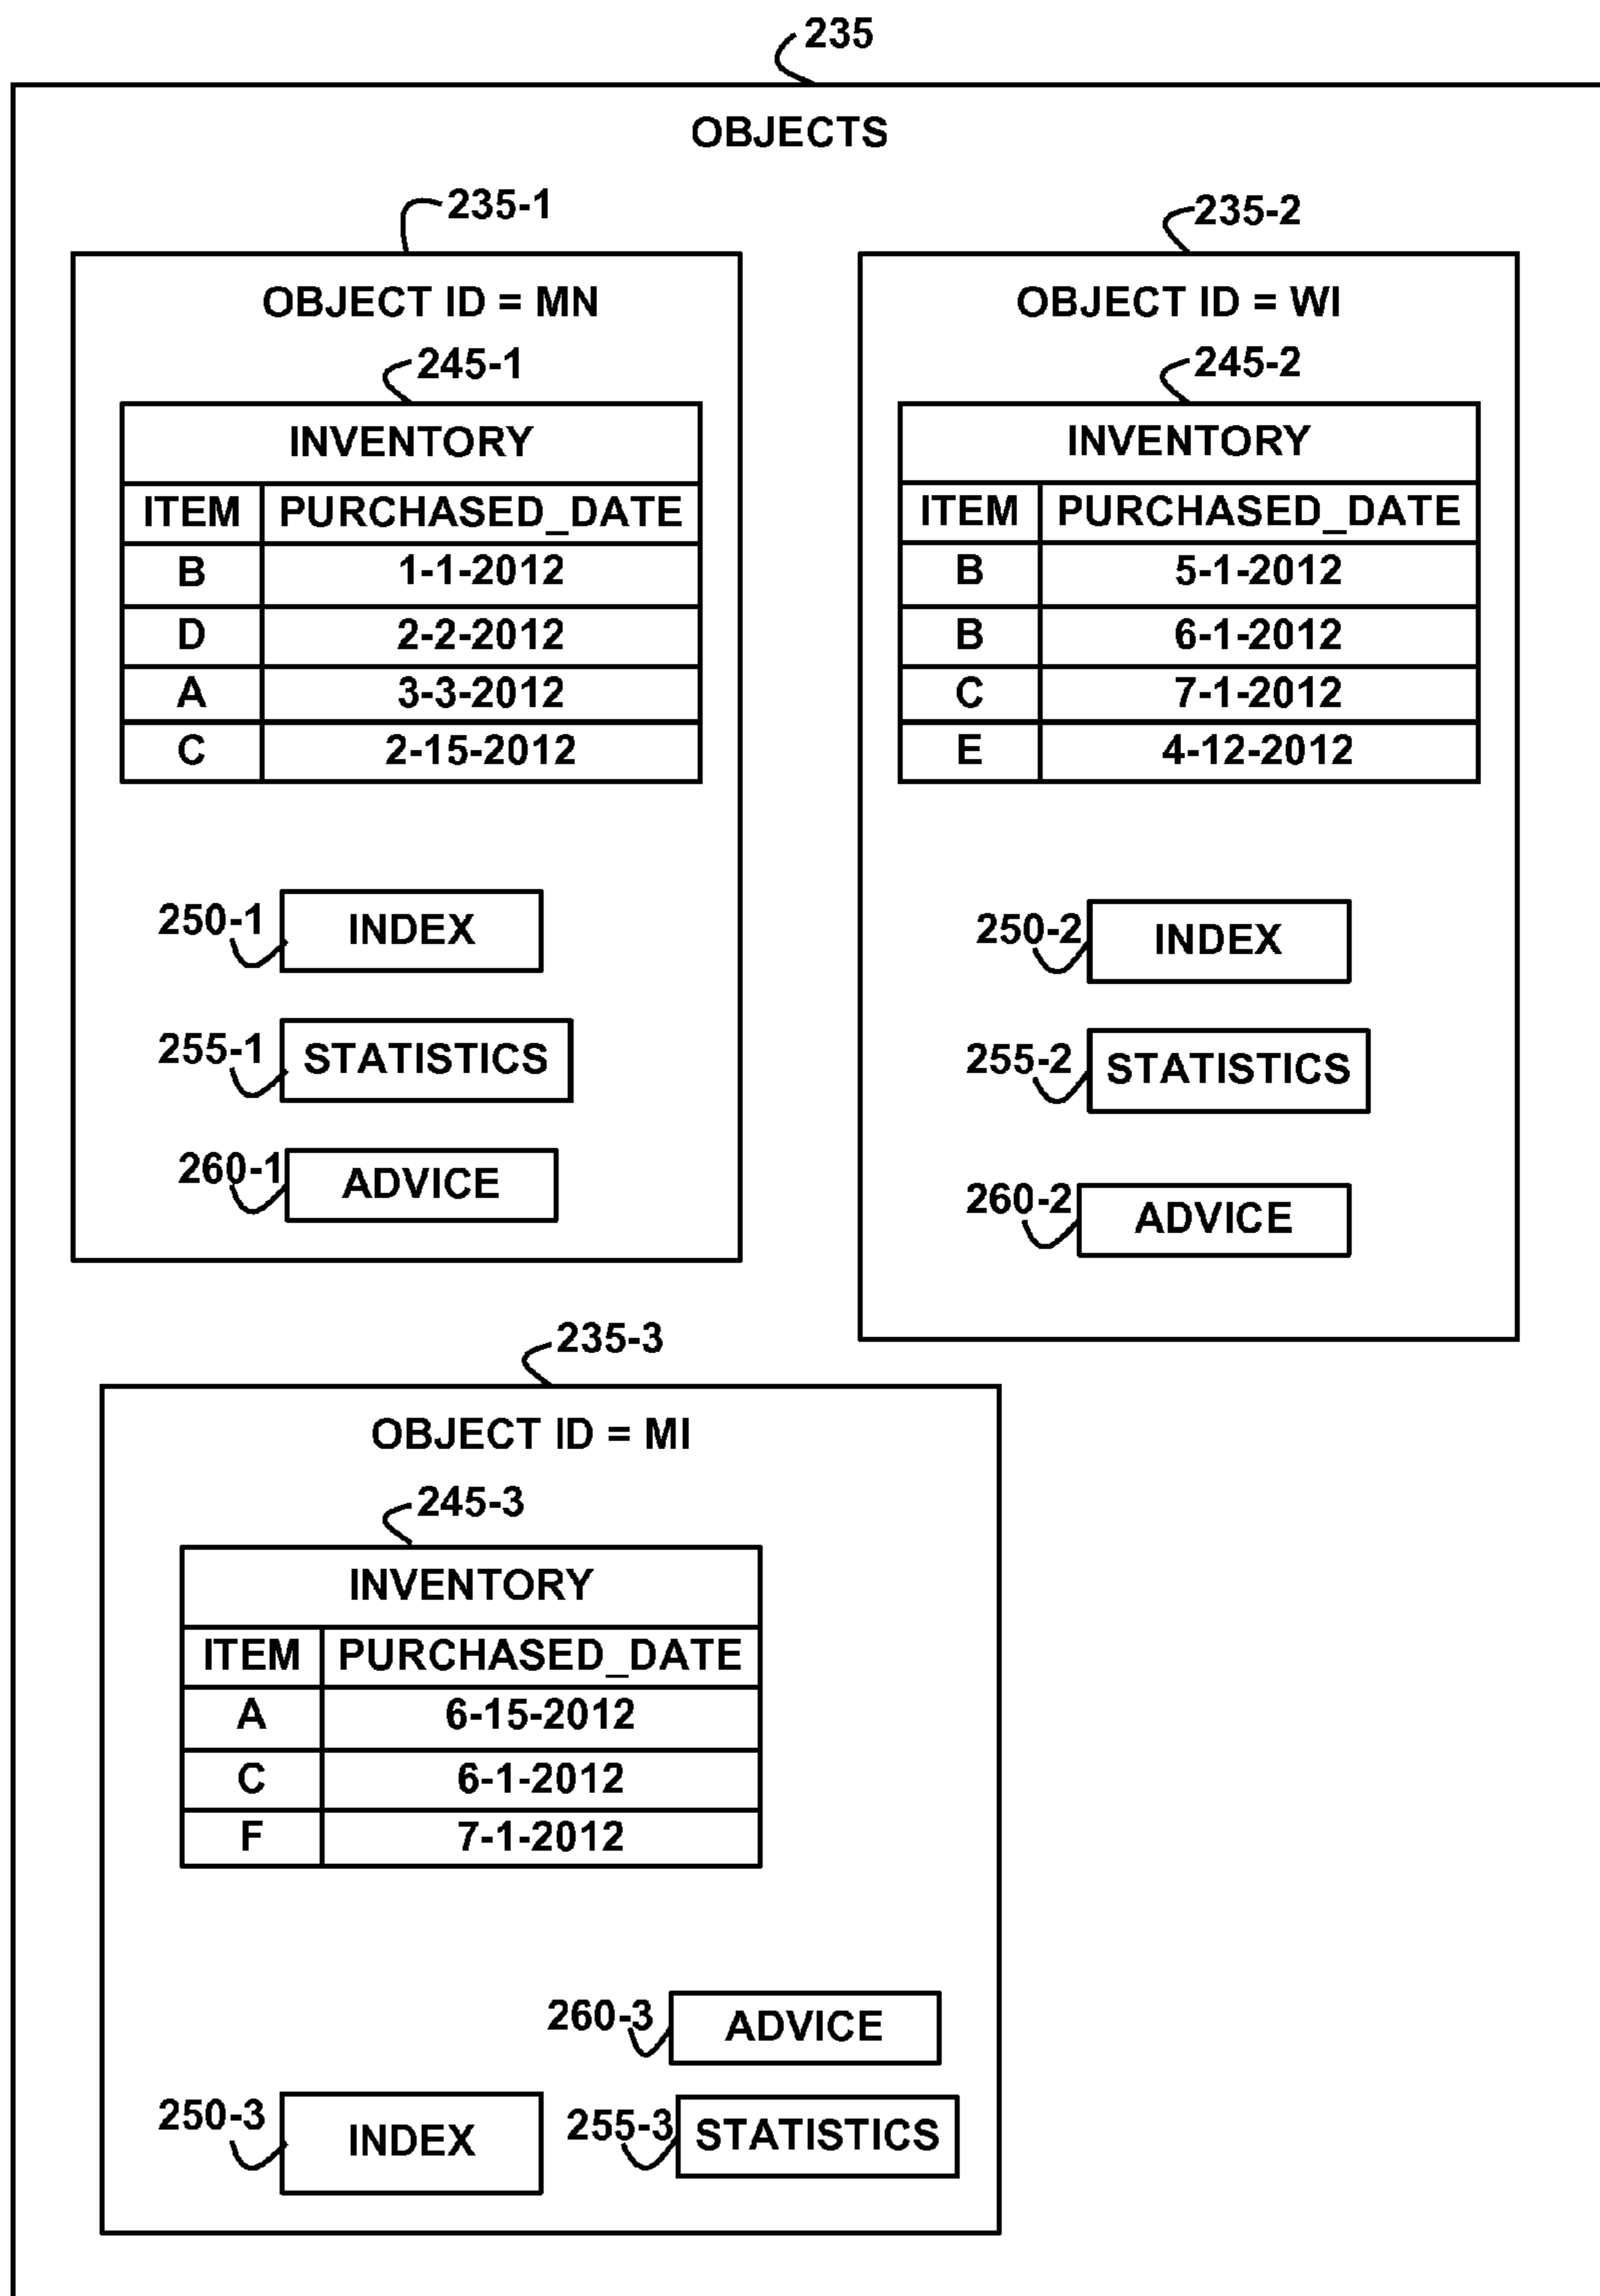 235
OBJECTS
235-1
OBJECT ID = MN
245-1
INVENTORY
ITEM PURCHASED_DATE
B 1-1-2012
D 2-2-2012
A 3-3-2012
C 2-15-2012
250-1 INDEX
255-1 STATISTICS
260-1 ADVICE
235-2
OBJECT ID = WI
245-2
INVENTORY
ITEM PURCHASED_DATE
B 5-1-2012
B 6-1-2012
C 7-1-2012
E 4-12-2012
250-2 INDEX
255-2 STATISTICS
260-2 ADVICE
235-3
OBJECT ID = MI
245-3
INVENTORY
ITEM PURCHASED_DATE
A 6-15-2012
C 6-1-2012
F 7-1-2012
260-3 ADVICE
250-3 INDEX
255-3 STATISTICS